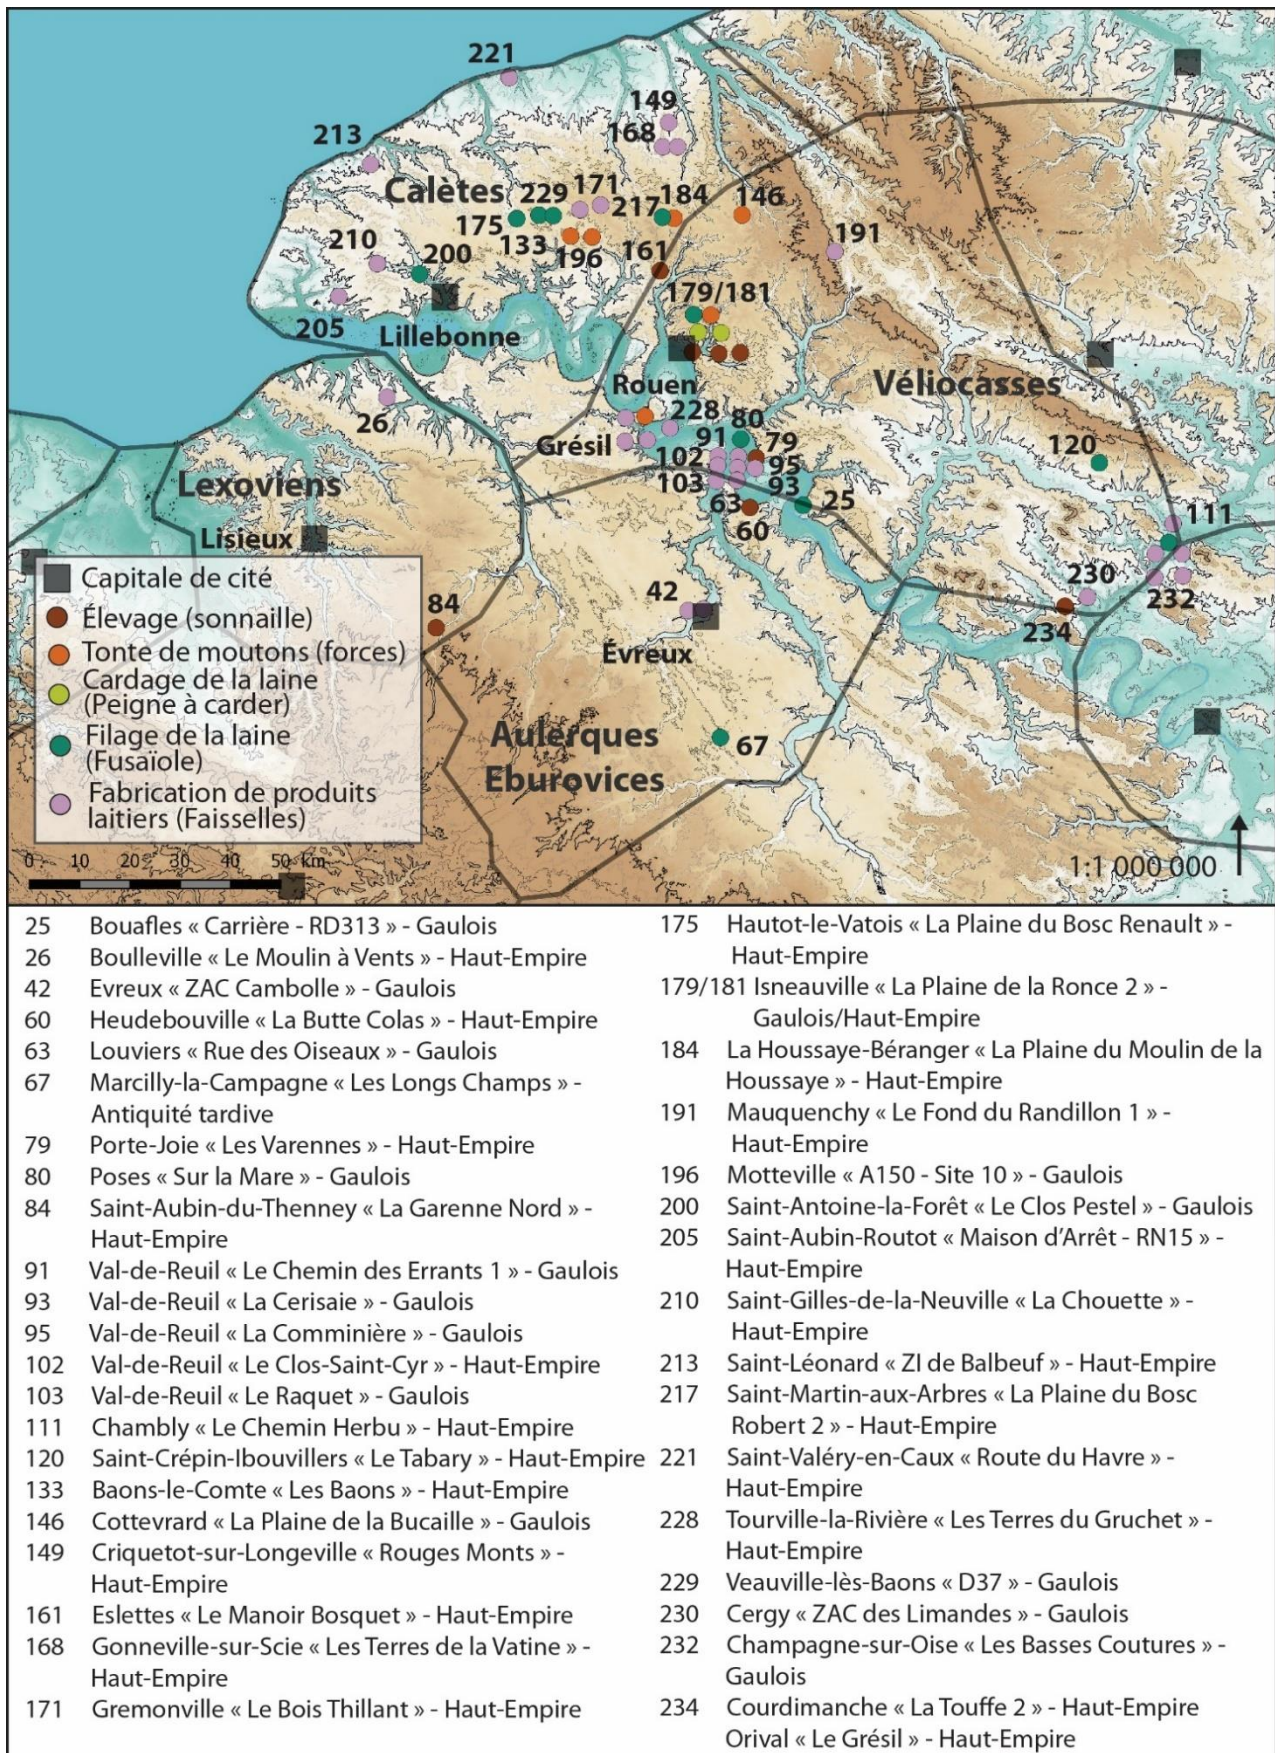 221
149
168
213
Calètes
229
171
217
184
146
175
133
196
161
191
210
200
205
Lillebonne
179/181
Rouen
Véliocasses
26
228
80
91
79
Grésil
102
95
103
93
63
60
25
120
111
Lexoviens
Lisieux
230
232
234
42
84
Évreux
Aulerques
Eburovices
67
Capitale de cité
Élevage (sonnaille)
Tonte de moutons (forces)
Cardage de la laine
(Peigne à carder)
Filage de la laine
(Fusaïole)
Fabrication de produits
laitiers (Faisselles)
0 10 20 30 40 50 km
1:1 000 000
25 Bouafles « Carrière - RD313 » - Gaulois
26 Boulleville « Le Moulin à Vents » - Haut-Empire
42 Evreux « ZAC Cambolle » - Gaulois
60 Heudebouville « La Butte Colas » - Haut-Empire
63 Louviers « Rue des Oiseaux » - Gaulois
67 Marcilly-la-Campagne « Les Longs Champs » -
Antiquité tardive
79 Porte-Joie « Les Varennes » - Haut-Empire
80 Poses « Sur la Mare » - Gaulois
84 Saint-Aubin-du-Thenney « La Garenne Nord » -
Haut-Empire
91 Val-de-Reuil « Le Chemin des Errants 1 » - Gaulois
93 Val-de-Reuil « La Cerisaie » - Gaulois
95 Val-de-Reuil « La Comminière » - Gaulois
102 Val-de-Reuil « Le Clos-Saint-Cyr » - Haut-Empire
103 Val-de-Reuil « Le Raquet » - Gaulois
111 Chambly « Le Chemin Herbu » - Haut-Empire
120 Saint-Crépin-Ibouvillers « Le Tabary » - Haut-Empire
133 Baons-le-Comte « Les Baons » - Haut-Empire
146 Cottevrard « La Plaine de la Bucaille » - Gaulois
149 Criquetot-sur-Longeville « Rouges Monts » -
Haut-Empire
161 Eslettes « Le Manoir Bosquet » - Haut-Empire
168 Gonneville-sur-Scie « Les Terres de la Vatine » -
Haut-Empire
171 Gremonville « Le Bois Thillant » - Haut-Empire
175 Hautot-le-Vatois « La Plaine du Bosc Renault » -
Haut-Empire
179/181 Isneauville « La Plaine de la Ronce 2 » -
Gaulois/Haut-Empire
184 La Houssaye-Béranger « La Plaine du Moulin de la
Houssaye » - Haut-Empire
191 Mauquenchy « Le Fond du Randillon 1 » -
Haut-Empire
196 Motteville « A150 - Site 10 » - Gaulois
200 Saint-Antoine-la-Forêt « Le Clos Pestel » - Gaulois
205 Saint-Aubin-Routot « Maison d'Arrêt - RN15 » -
Haut-Empire
210 Saint-Gilles-de-la-Neuville « La Chouette » -
Haut-Empire
213 Saint-Léonard « ZI de Balbeuf » - Haut-Empire
217 Saint-Martin-aux-Arbres « La Plaine du Bosc
Robert 2 » - Haut-Empire
221 Saint-Valéry-en-Caux « Route du Havre » -
Haut-Empire
228 Tourville-la-Rivière « Les Terres du Gruchet » -
Haut-Empire
229 Veauville-lès-Baons « D37 » - Gaulois
230 Cergy « ZAC des Limandes » - Gaulois
232 Champagne-sur-Oise « Les Basses Coutures » -
Gaulois
234 Courdimanche « La Touffe 2 » - Haut-Empire
Orival « Le Grésil » - Haut-Empire